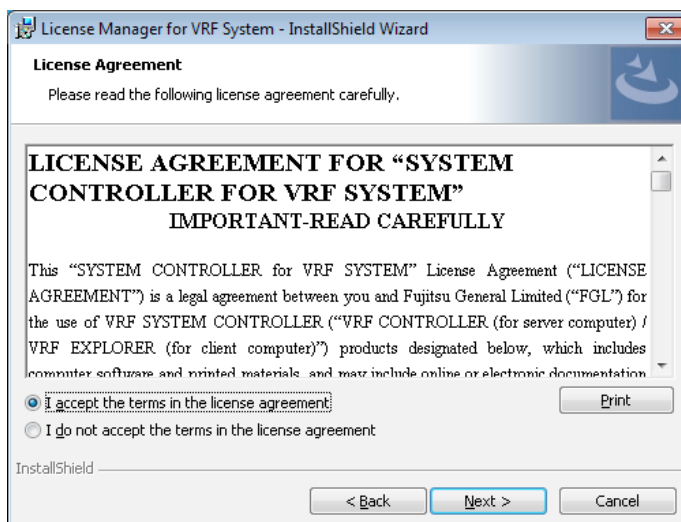 License Manager for VRF System - InstallShield Wizard
License Agreement
Please read the following license agreement carefully.
LICENSE AGREEMENT FOR “SYSTEM
CONTROLLER FOR VRF SYSTEM”
IMPORTANT-READ CAREFULLY
This “SYSTEM CONTROLLER for VRF SYSTEM” License Agreement (“LICENSE
AGREEMENT”) is a legal agreement between you and Fujitsu General Limited (“FGL”) for
the use of VRF SYSTEM CONTROLLER (“VRF CONTROLLER (for server computer) /
VRF EXPLORER (for client computer)”) products designated below, which includes
computer software and printed materials, and may include online or electronic documentation
I accept the terms in the license agreement
Print
I do not accept the terms in the license agreement
InstallShield
< Back
Next >
Cancel